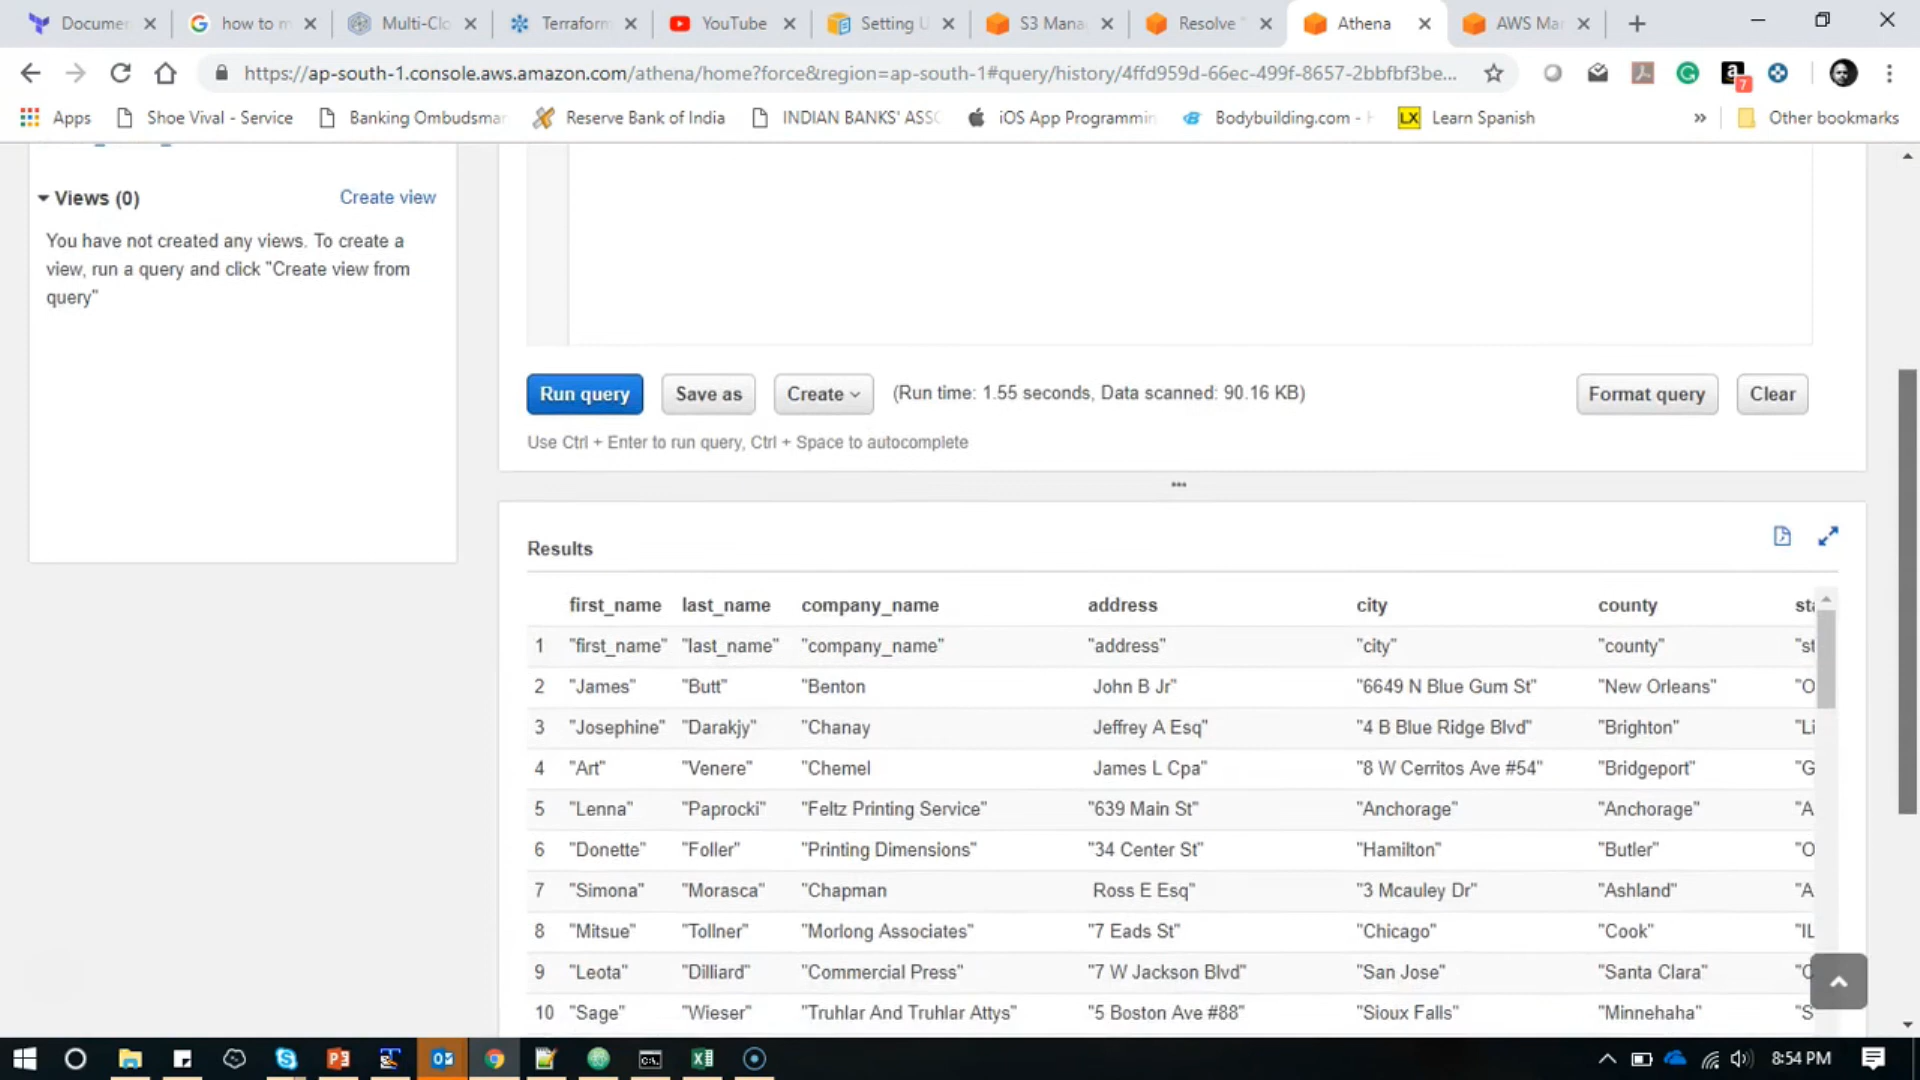 Documen
how to m
Multi-Clo
Terraform
YouTube
Setting U
S3 Mana
Resolve "
Athena
AWS Ma
https://ap-south-1.console.aws.amazon.com/athena/home?force&region=ap-south-1#query/history/4ffd959d-66ec-499f-8657-2bbfbf3be...
7
Apps
Shoe Vival - Service
Banking Ombudsmar
Reserve Bank of India
INDIAN BANKS' ASSC
iOS App Programmin
Bodybuilding.com -
LX Learn Spanish
»
Other bookmarks
Views (0)
Create view
You have not created any views. To create a
view, run a query and click "Create view from
query"
Run query
Save as
Create
(Run time: 1.55 seconds, Data scanned: 90.16 KB)
Format query
Clear
Use Ctrl + Enter to run query, Ctrl + Space to autocomplete
Results
first_name last_name company_name address city county sta
1 "first_name" "last_name" "company_name" "address" "city" "county" "st
2 "James" "Butt" "Benton John B Jr" "6649 N Blue Gum St" "New Orleans" "O
3 "Josephine" "Darakjy" "Chanay Jeffrey A Esq" "4 B Blue Ridge Blvd" "Brighton" "Li
4 "Art" "Venere" "Chemel James L Cpa" "8 W Cerritos Ave #54" "Bridgeport" "G
5 "Lenna" "Paprocki" "Feltz Printing Service" "639 Main St" "Anchorage" "Anchorage" "A
6 "Donette" "Foller" "Printing Dimensions" "34 Center St" "Hamilton" "Butler" "O
7 "Simona" "Morasca" "Chapman Ross E Esq" "3 Mcauley Dr" "Ashland" "A
8 "Mitsue" "Tollner" "Morlong Associates" "7 Eads St" "Chicago" "Cook" "IL
9 "Leota" "Dilliard" "Commercial Press" "7 W Jackson Blvd" "San Jose" "Santa Clara" "C
10 "Sage" "Wieser" "Truhlar And Truhlar Attys" "5 Boston Ave #88" "Sioux Falls" "Minnehaha" "S
8:54 PM